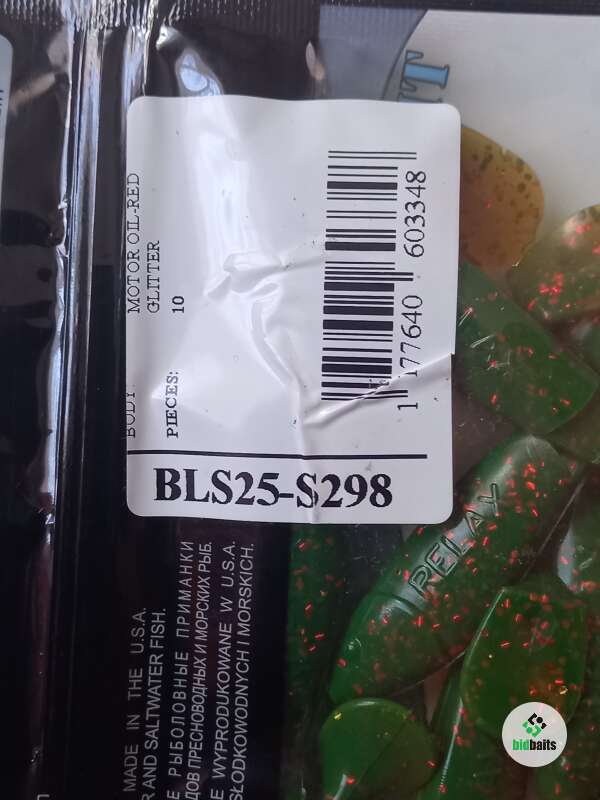 BODY: MOTOR OIL-RED
GLITTER
PIECES: 10
1 77640 603348
BLS25-S298
MADE IN THE U.S.A.
AND SALTWATER FISH.
РЫБОЛОВНЫЕ ПРИМАНКИ
ПРЕСНОВОДНЫХ И МОРСКИХ РЫБ.
WYPRODUKOWANE W U.S.A.
SŁODKOWODNYCH I MORSKICH.
RELAX
bidbaits